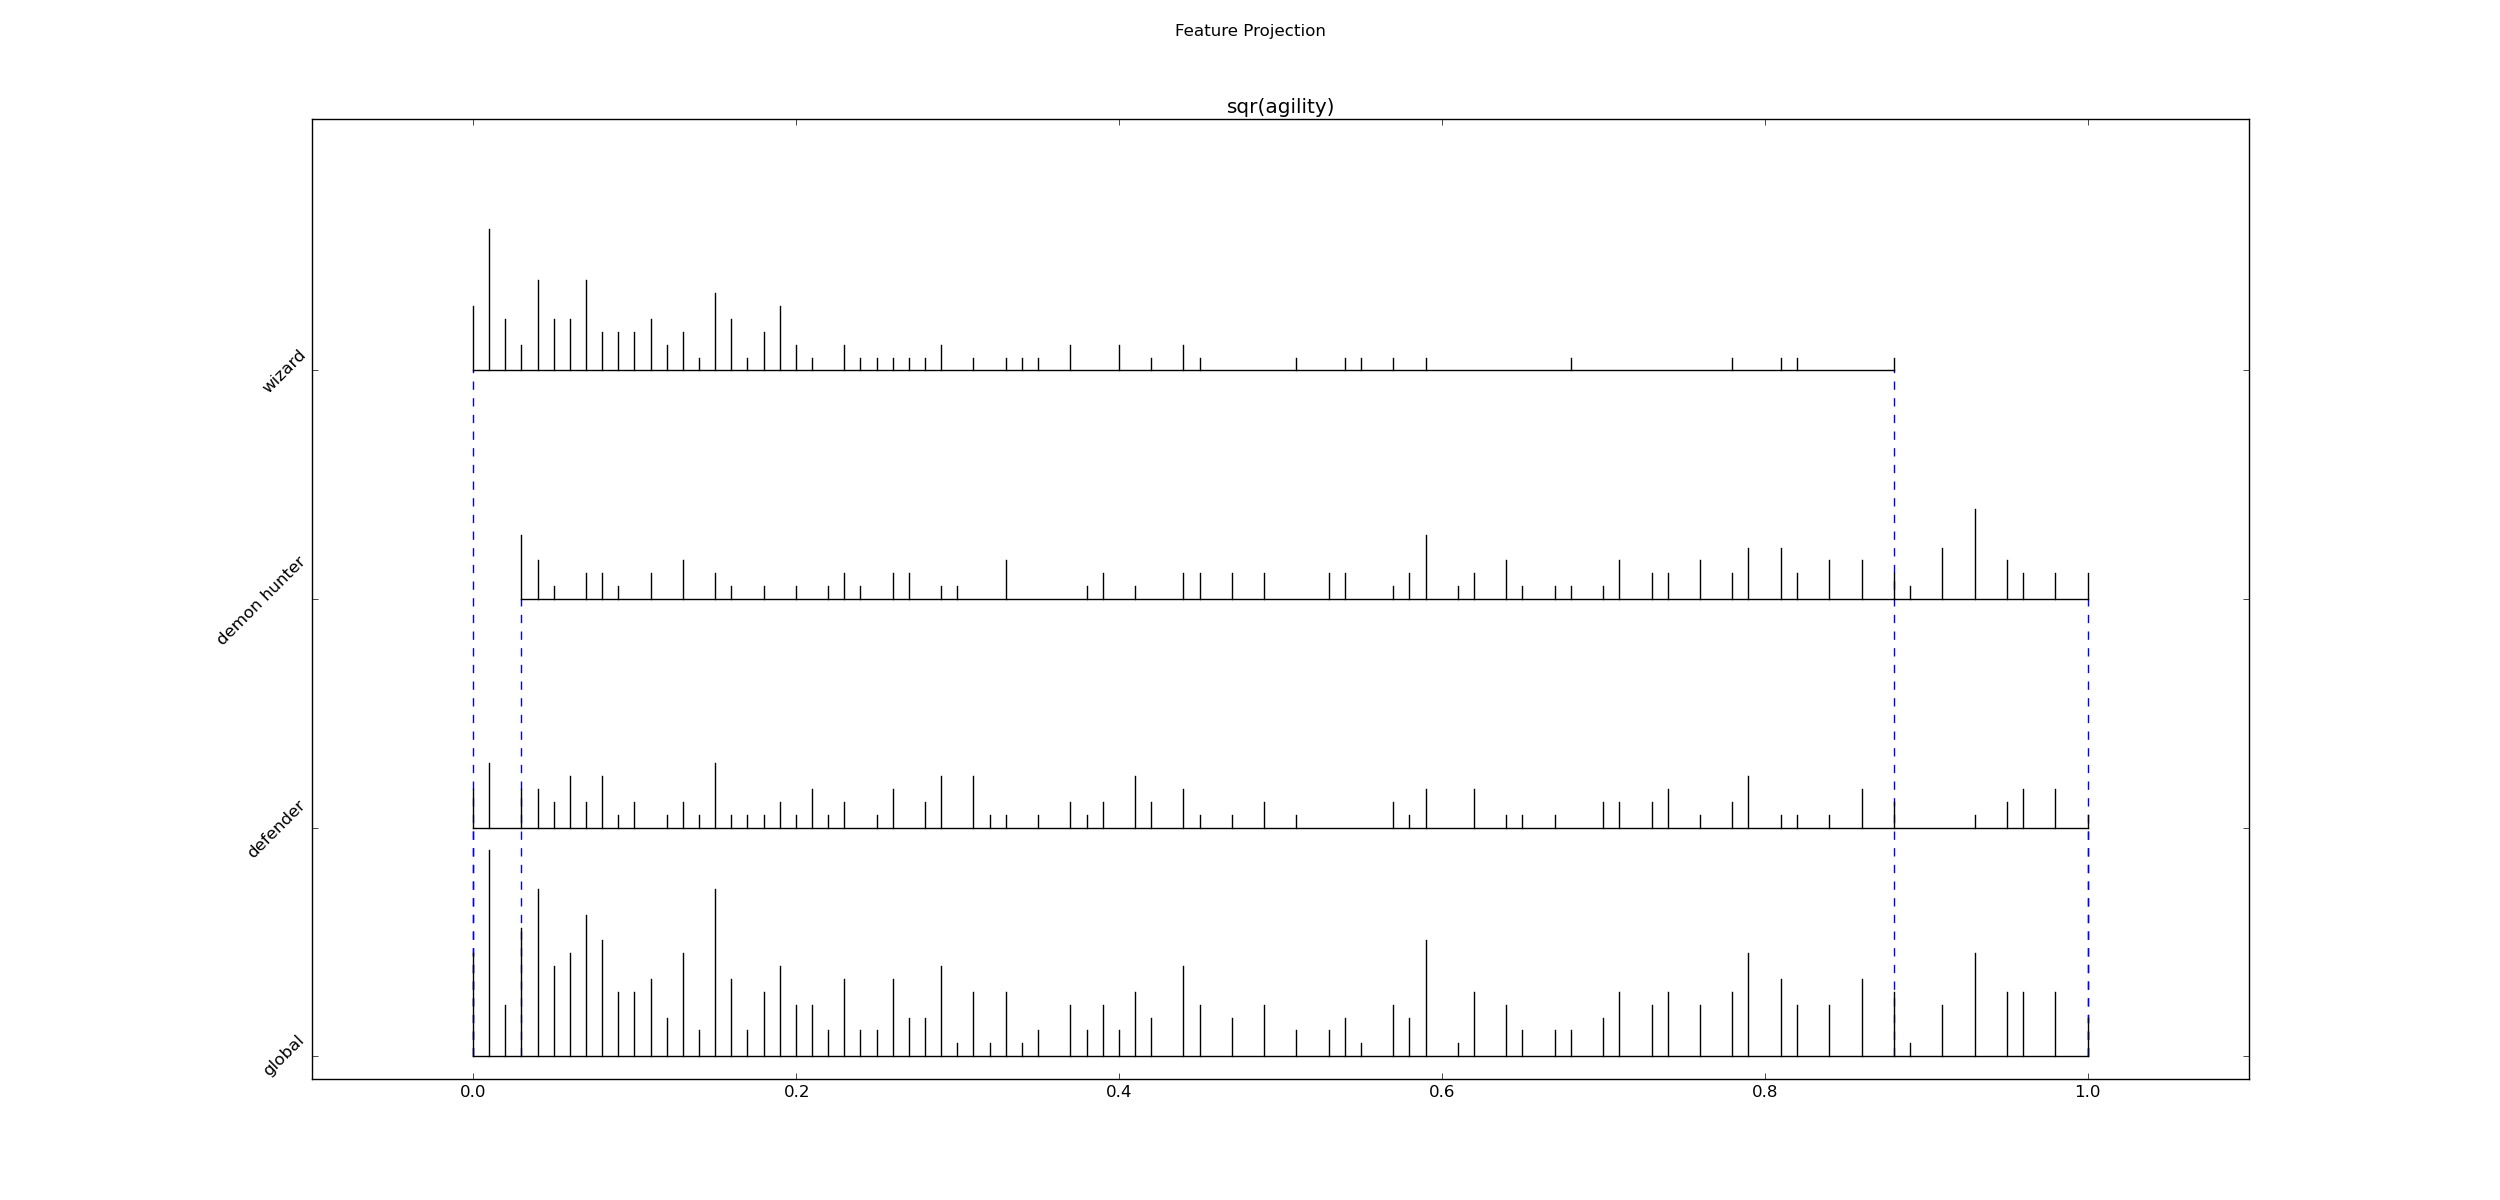 Feature Projection
sqr(agility)
wizard
demon hunter
defender
global
0.0 0.2 0.4 0.6 0.8 1.0